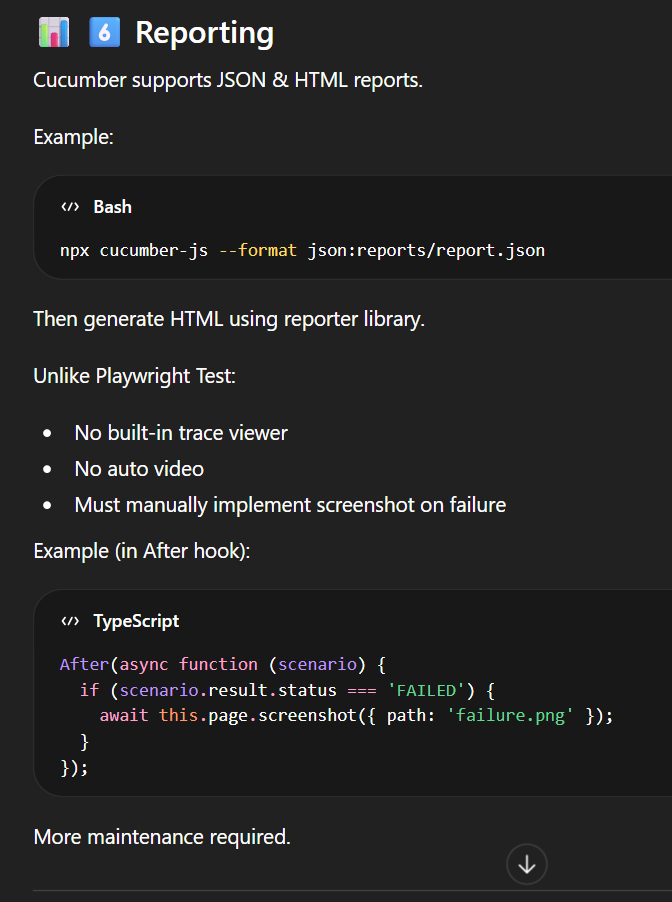 📊 6️⃣ Reporting
Cucumber supports JSON & HTML reports.
Example:
</> Bash
npx cucumber-js --format json:reports/report.json
Then generate HTML using reporter library.
Unlike Playwright Test:
• No built-in trace viewer
• No auto video
• Must manually implement screenshot on failure
Example (in After hook):
</> TypeScript
After(async function (scenario) {
  if (scenario.result.status === 'FAILED') {
    await this.page.screenshot({ path: 'failure.png' });
  }
});
More maintenance required.